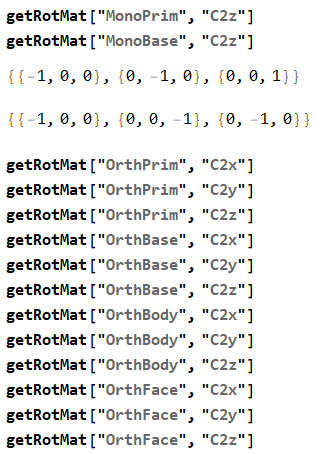 getRotMat["MonoPrim", "C2z"]
getRotMat["MonoBase", "C2z"]
{{-1, 0, 0}, {0, -1, 0}, {0, 0, 1}}
{{-1, 0, 0}, {0, 0, -1}, {0, -1, 0}}
getRotMat["OrthPrim", "C2x"]
getRotMat["OrthPrim", "C2y"]
getRotMat["OrthPrim", "C2z"]
getRotMat["OrthBase", "C2x"]
getRotMat["OrthBase", "C2y"]
getRotMat["OrthBase", "C2z"]
getRotMat["OrthBody", "C2x"]
getRotMat["OrthBody", "C2y"]
getRotMat["OrthBody", "C2z"]
getRotMat["OrthFace", "C2x"]
getRotMat["OrthFace", "C2y"]
getRotMat["OrthFace", "C2z"]